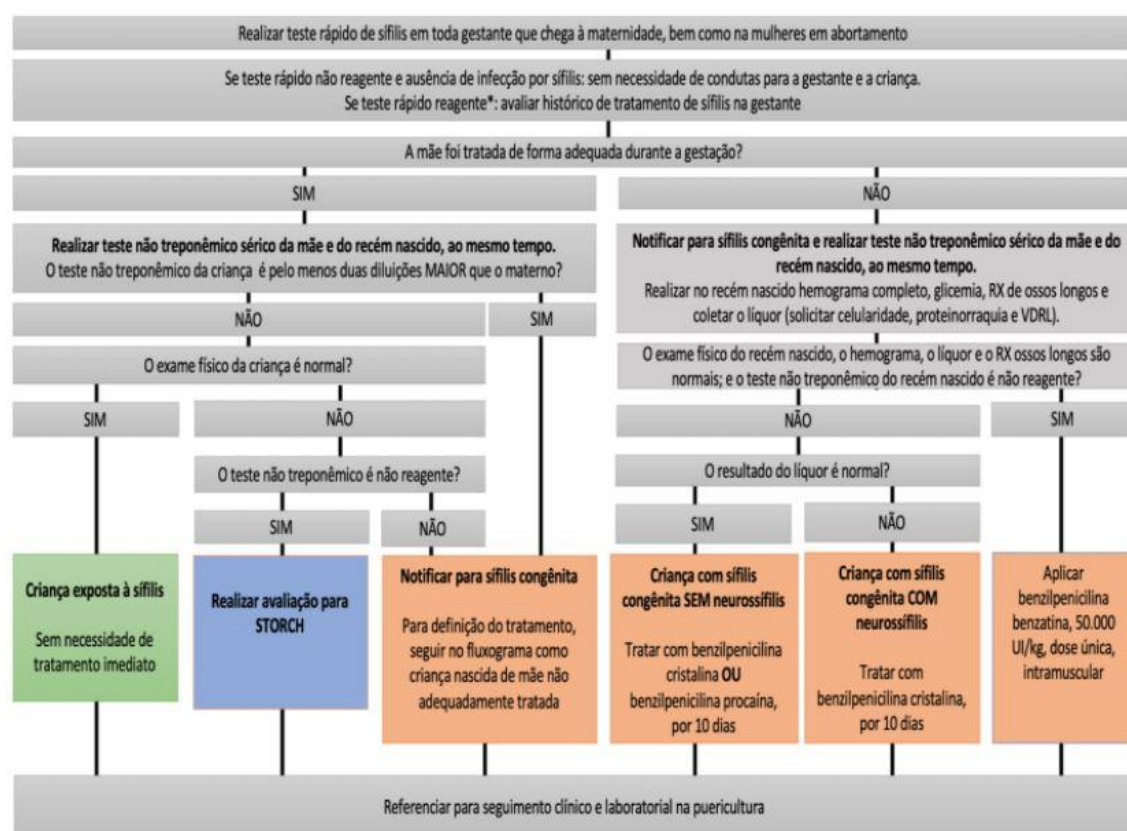 Realizar teste rápido de sífilis em toda gestante que chega à maternidade, bem como na mulheres em abortamento
Se teste rápido não reagente e ausência de infecção por sífilis: sem necessidade de condutas para a gestante e a criança.
Se teste rápido reagente*: avaliar histórico de tratamento de sífilis na gestante
A mãe foi tratada de forma adequada durante a gestação?
SIM
NÃO
Realizar teste não treponêmico sérico da mãe e do recém nascido, ao mesmo tempo.
O teste não treponêmico da criança é pelo menos duas diluições MAIOR que o materno?
Notificar para sífilis congênita e realizar teste não treponêmico sérico da mãe e do
recém nascido, ao mesmo tempo.
Realizar no recém nascido hemograma completo, glicemia, RX de ossos longos e
coletar o líquor (solicitar celularidade, proteinorraquia e VDRL).
NÃO
SIM
O exame físico da criança é normal?
O exame físico do recém nascido, o hemograma, o líquor e o RX ossos longos são
normais; e o teste não treponêmico do recém nascido é não reagente?
SIM
NÃO
NÃO
SIM
O teste não treponêmico é não reagente?
O resultado do líquor é normal?
SIM
NÃO
SIM
NÃO
Criança exposta à sífilis
Sem necessidade de
tratamento imediato
Realizar avaliação para
STORCH
Notificar para sífilis congênita
Para definição do tratamento,
seguir no fluxograma como
criança nascida de mãe não
adequadamente tratada
Criança com sífilis
congênita SEM neurossífilis
Tratar com benzilpenicilina
cristalina OU
benzilpenicilina procaína,
por 10 dias
Criança com sífilis
congênita COM
neurossífilis
Tratar com
benzilpenicilina cristalina,
por 10 dias
Aplicar
benzilpenicilina
benzatina, 50.000
UI/kg, dose única,
intramuscular
Referenciar para seguimento clínico e laboratorial na puericultura